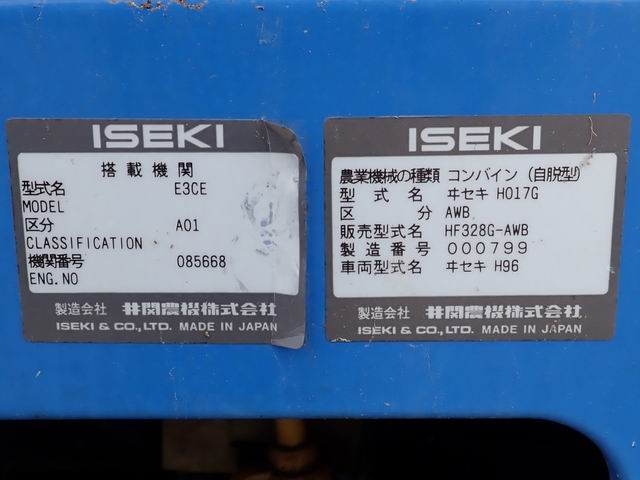 ISEKI
搭載機関
型式名 E3CE
MODEL
区分 A01
CLASSIFICATION
機関番号 085668
ENG.NO
製造会社 井関農機株式会社
ISEKI & CO., LTD. MADE IN JAPAN
ISEKI
農業機械の種類 コンバイン (自脱型)
型式名 ヰセキ HO17G
区分 AWB
販売型式名 HF328G-AWB
製造番号 000799
車両型式名 ヰセキ H96
製造会社 井関農機株式会社
ISEKI & CO., LTD. MADE IN JAPAN